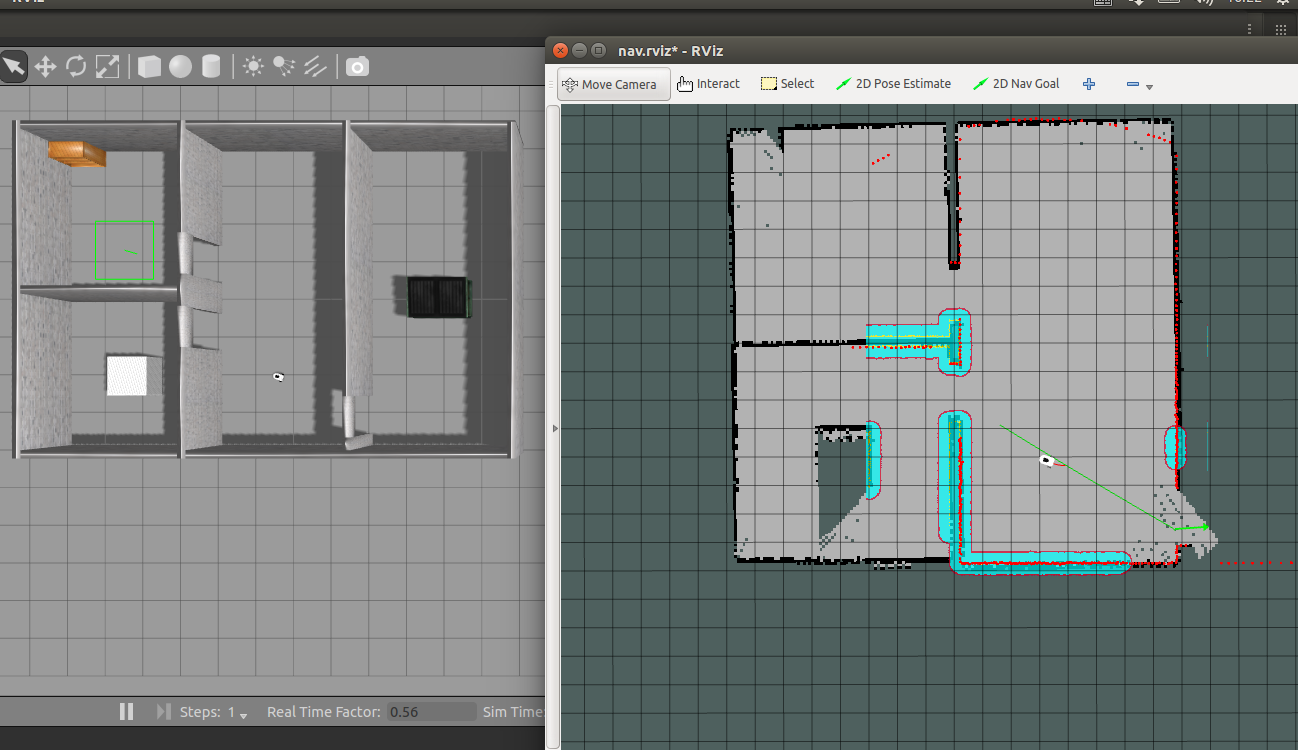 nav.rviz* - RViz
Move Camera
Interact
Select
2D Pose Estimate
2D Nav Goal
Steps: 1
Real Time Factor: 0.56
Sim Time: